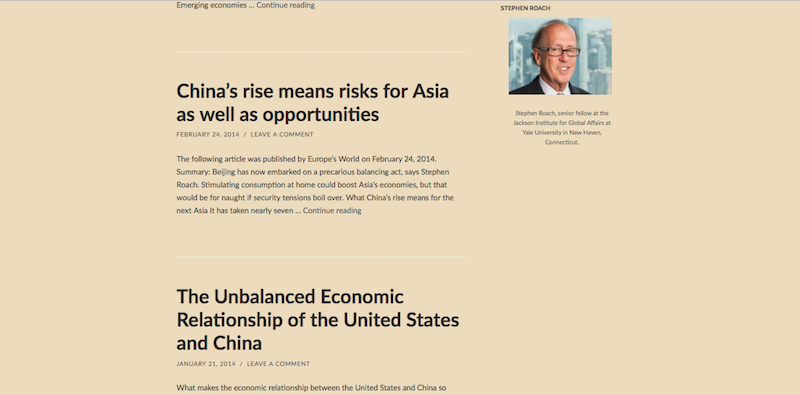 Emerging economies … Continue reading
China’s rise means risks for Asia
as well as opportunities
FEBRUARY 24, 2014 / LEAVE A COMMENT
The following article was published by Europe’s World on February 24, 2014.
Summary: Beijing has now embarked on a precarious balancing act, says Stephen
Roach. Stimulating consumption at home could boost Asia’s economies, but that
would be for naught if security tensions boil over. What China’s rise means for the
next Asia It has taken nearly seven … Continue reading
The Unbalanced Economic
Relationship of the United States
and China
JANUARY 21, 2014 / LEAVE A COMMENT
What makes the economic relationship between the United States and China so
STEPHEN ROACH
Stephen Roach, senior fellow at the
Jackson Institute for Global Affairs at
Yale University in New Haven,
Connecticut.